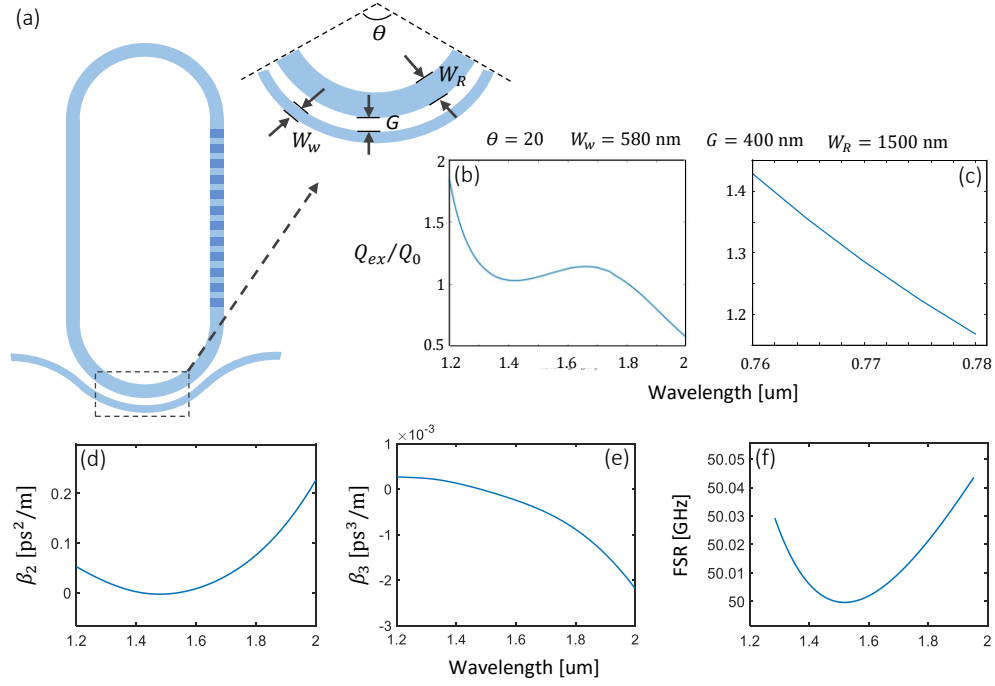 (a)
θ
W_R
G
W_w
θ = 20 W_w = 580 nm G = 400 nm W_R = 1500 nm
2
1.5
1
0.5
Q_ex/Q_0
(b)
1.2 1.4 1.6 1.8 2
1.4
1.3
1.2
(c)
0.76 0.77 0.78
Wavelength [um]
(d)
β_2 [ps^2/m]
0.2
0.1
0
1.2 1.4 1.6 1.8 2
×10^-3
(e)
β_3 [ps^3/m]
1
0
-1
-2
-3
1.2 1.4 1.6 1.8 2
Wavelength [um]
(f)
FSR [GHz]
50.05
50.04
50.03
50.02
50.01
50
1.2 1.4 1.6 1.8 2